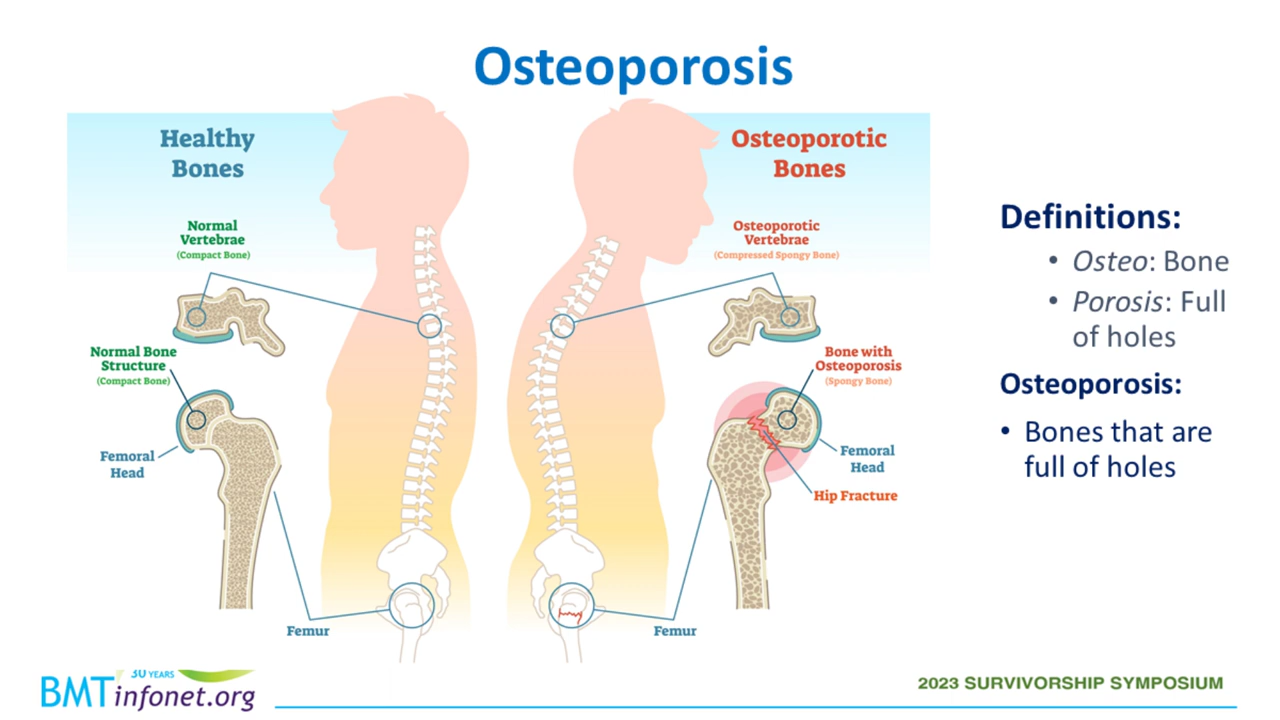 Osteoporosis
Healthy
Bones
Normal
Vertebrae
(Compact Bone)
Normal Bone
Structure
(Compact Bone)
Femoral
Head
Femur
Osteoporotic
Bones
Osteoporotic
Vertebrae
(Compressed Spongy Bone)
Bone with
Osteoporosis
(Spongy Bone)
Femoral
Head
Hip Fracture
Femur
Definitions:
• Osteo: Bone
• Porosis: Full
of holes
Osteoporosis:
• Bones that are
full of holes
30 YEARS
BMTinfonet.org
2023 SURVIVORSHIP SYMPOSIUM